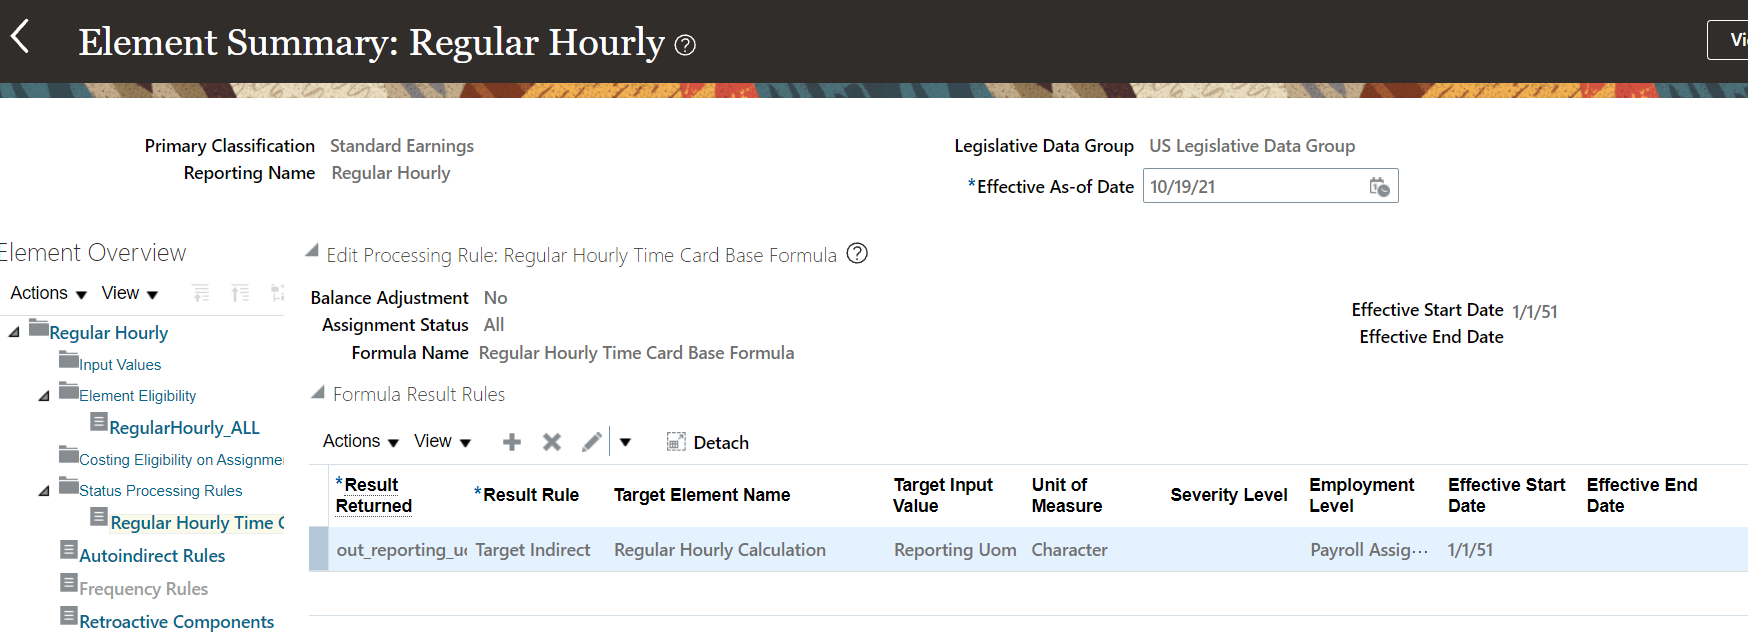 Element Summary: Regular Hourly
Primary Classification Standard Earnings
Reporting Name Regular Hourly
Legislative Data Group US Legislative Data Group
*Effective As-of Date 10/19/21
Element Overview
Actions View
Regular Hourly
Input Values
Element Eligibility
RegularHourly_ALL
Costing Eligibility on Assignme
Status Processing Rules
Regular Hourly Time
Autoindirect Rules
Frequency Rules
Retroactive Components
Edit Processing Rule: Regular Hourly Time Card Base Formula
Balance Adjustment No
Assignment Status All
Formula Name Regular Hourly Time Card Base Formula
Effective Start Date 1/1/51
Effective End Date
Formula Result Rules
Actions View Detach
*Result Returned *Result Rule Target Element Name Target Input Value Unit of Measure Severity Level Employment Level Effective Start Date Effective End Date
out_reporting_u Target Indirect Regular Hourly Calculation Reporting Uom Character Payroll Assig... 1/1/51